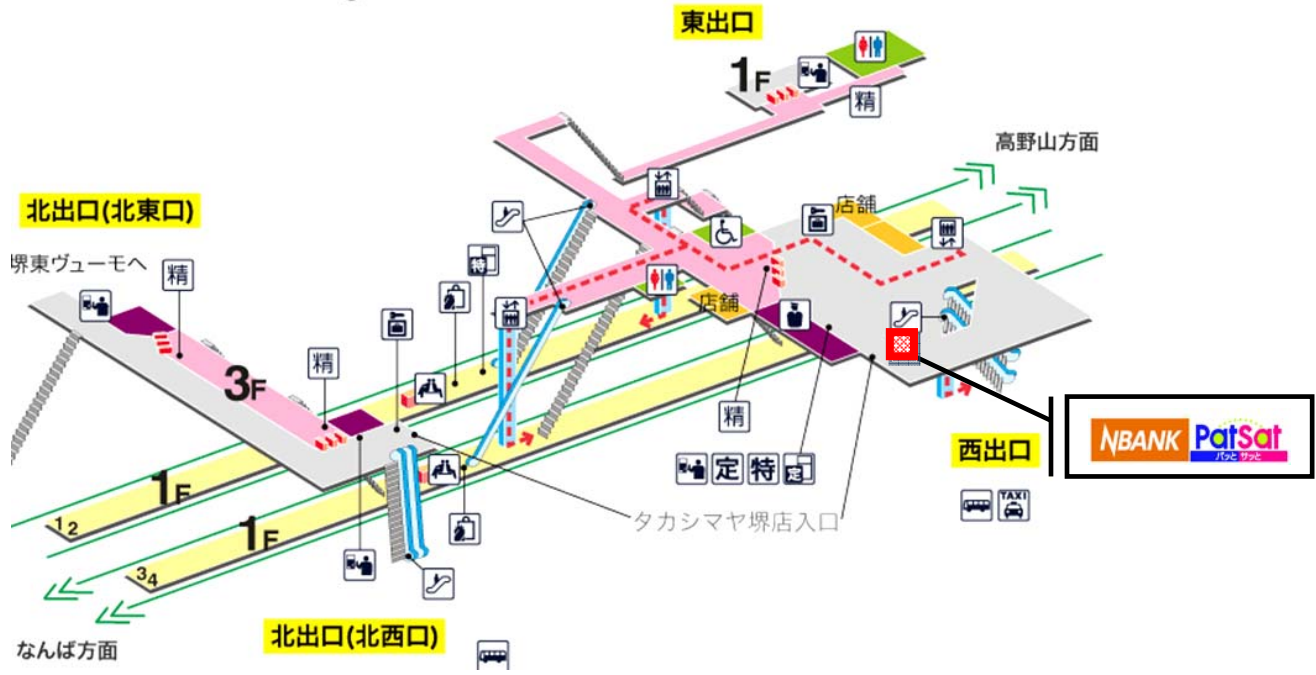 東出口
1F
精
高野山方面
北出口(北東口)
堺東ヴューモへ
精
特
店舗
3F
精
店舗
精
西出口
NBANK PatSat
パッと サッと
定 特 定
TAXI
タカシマヤ堺店入口
1F
1F
1 2
3 4
北出口(北西口)
なんば方面